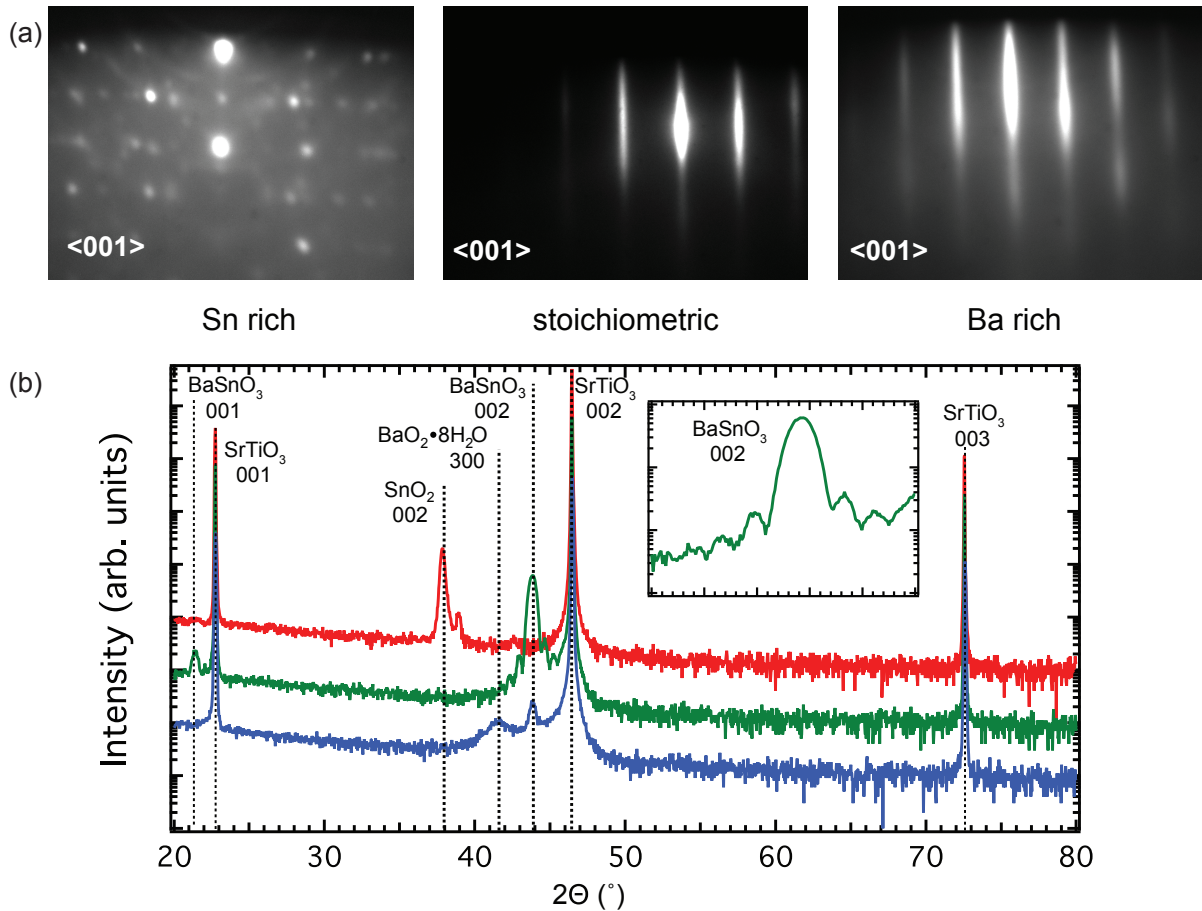 (a)
<001>
<001>
<001>
Sn rich
stoichiometric
Ba rich
(b)
BaSnO3
001
SrTiO3
001
SnO2
002
BaO2•8H2O
300
BaSnO3
002
SrTiO3
002
BaSnO3
002
SrTiO3
003
Intensity (arb. units)
20
30
40
50
60
70
80
2Θ (°)